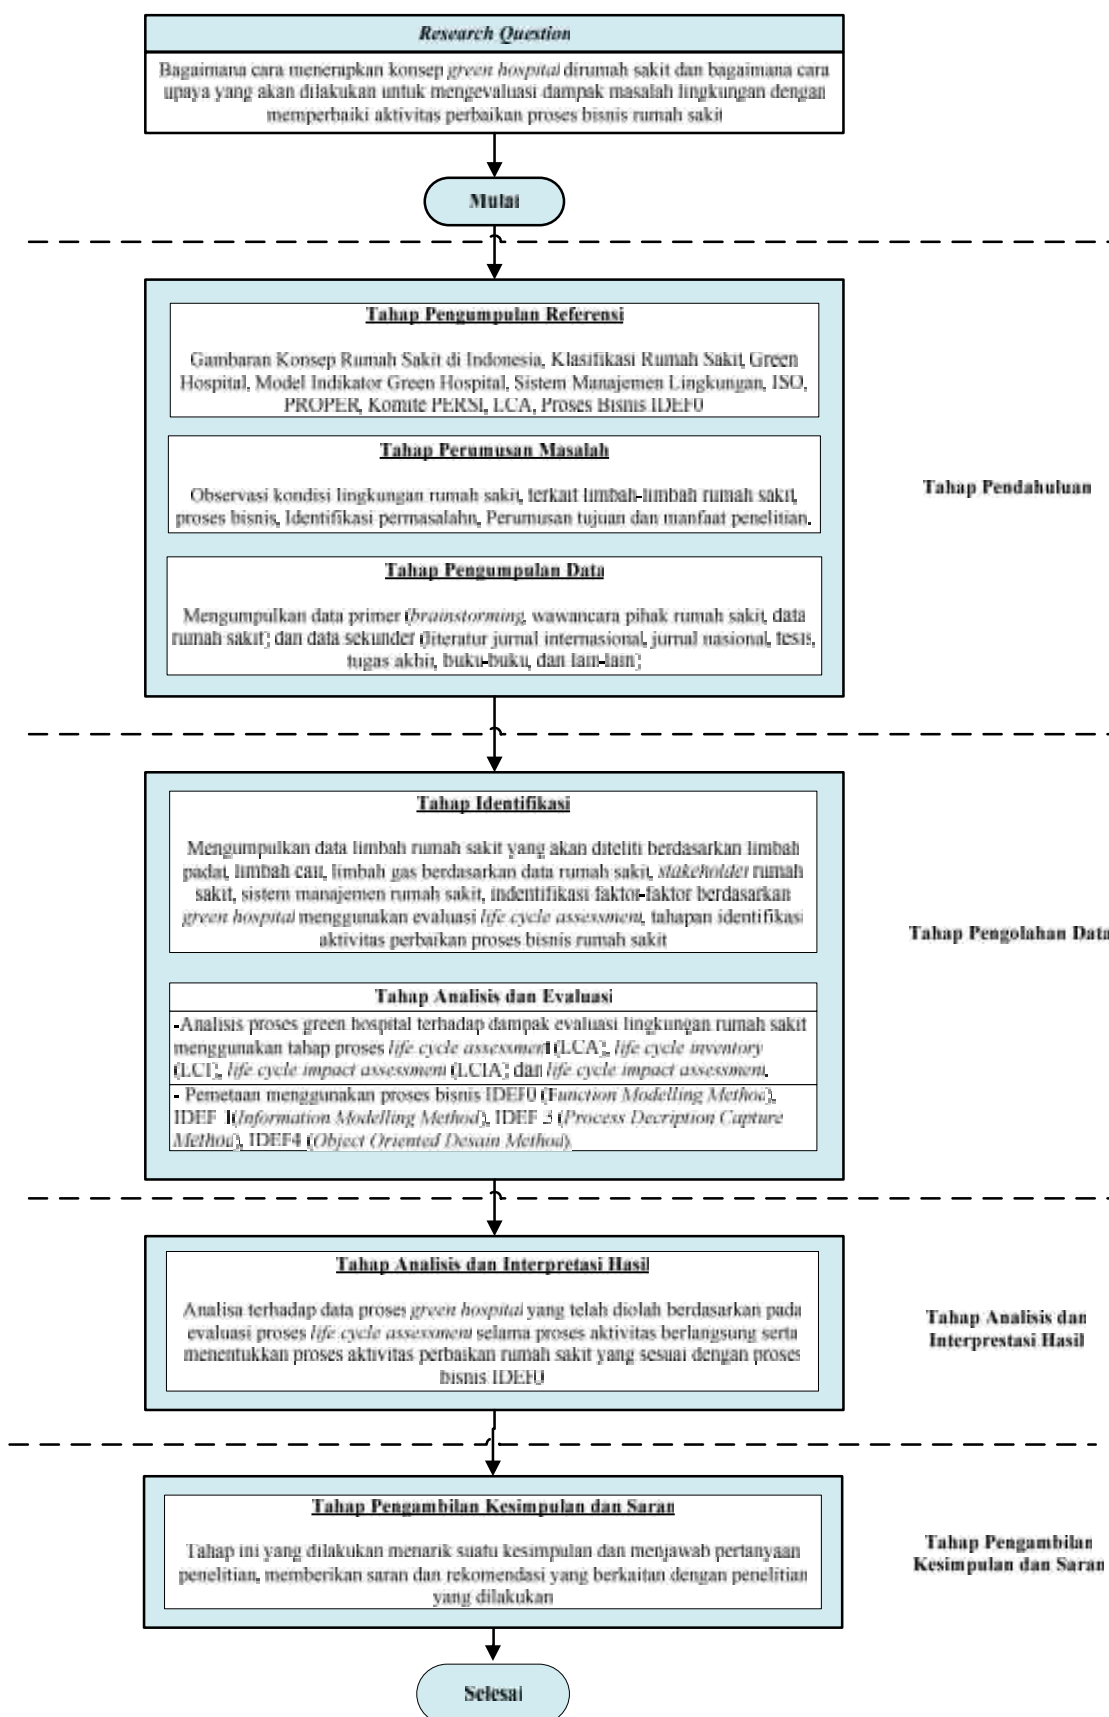 Research Question
Bagaimana cara menerapkan konsep green hospital dirumah sakit dan bagaimana cara
upaya yang akan dilakukan untuk mengevaluasi dampak masalah lingkungan dengan
memperbaiki aktivitas perbaikan proses bisnis rumah sakit
Mulai
Tahap Pengumpulan Referensi
Gambaran Konsep Rumah Sakit di Indonesia, Klasifikasi Rumah Sakit, Green
Hospital, Model Indikator Green Hospital, Sistem Manajemen Lingkungan, ISO,
PROPER, Komite PERSI, LCA, Proses Bisnis IDEF0
Tahap Perumusan Masalah
Observasi kondisi lingkungan rumah sakit, terkait limbah-limbah rumah sakit,
proses bisnis, Identifikasi permasalahn, Perumusan tujuan dan manfaat penelitian.
Tahap Pengumpulan Data
Mengumpulkan data primer (brainstorming, wawancara pihak rumah sakit, data
rumah sakit) dan data sekunder (literatur jurnal internasional, jurnal nasional, tesis,
tugas akhir, buku-buku, dan lain-lain)
Tahap Pendahuluan
Tahap Identifikasi
Mengumpulkan data limbah rumah sakit yang akan diteliti berdasarkan limbah
padat, limbah cair, limbah gas berdasarkan data rumah sakit, stakeholder rumah
sakit, sistem manajemen rumah sakit, indentifikasi faktor-faktor berdasarkan
green hospital menggunakan evaluasi life cycle assessment, tahapan identifikasi
aktivitas perbaikan proses bisnis rumah sakit
Tahap Analisis dan Evaluasi
-Analisis proses green hospital terhadap dampak evaluasi lingkungan rumah sakit
menggunakan tahap proses life cycle assessment (LCA), life cycle inventory
(LCI), life cycle impact assessment (LCIA) dan life cycle impact assessment.
- Pemetaan menggunakan proses bisnis IDEF0 (Function Modelling Method),
IDEF 1(Information Modelling Method), IDEF 3 (Process Decription Capture
Method), IDEF4 (Object Oriented Desain Method).
Tahap Pengolahan Data
Tahap Analisis dan Interpretasi Hasil
Analisa terhadap data proses green hospital yang telah diolah berdasarkan pada
evaluasi proses life cycle assessment selama proses aktivitas berlangsung serta
menentukkan proses aktivitas perbaikan rumah sakit yang sesuai dengan proses
bisnis IDEF0
Tahap Analisis dan
Interprestasi Hasil
Tahap Pengambilan Kesimpulan dan Saran
Tahap ini yang dilakukan menarik suatu kesimpulan dan menjawab pertanyaan
penelitian, memberikan saran dan rekomendasi yang berkaitan dengan penelitian
yang dilakukan
Tahap Pengambilan
Kesimpulan dan Saran
Selesai